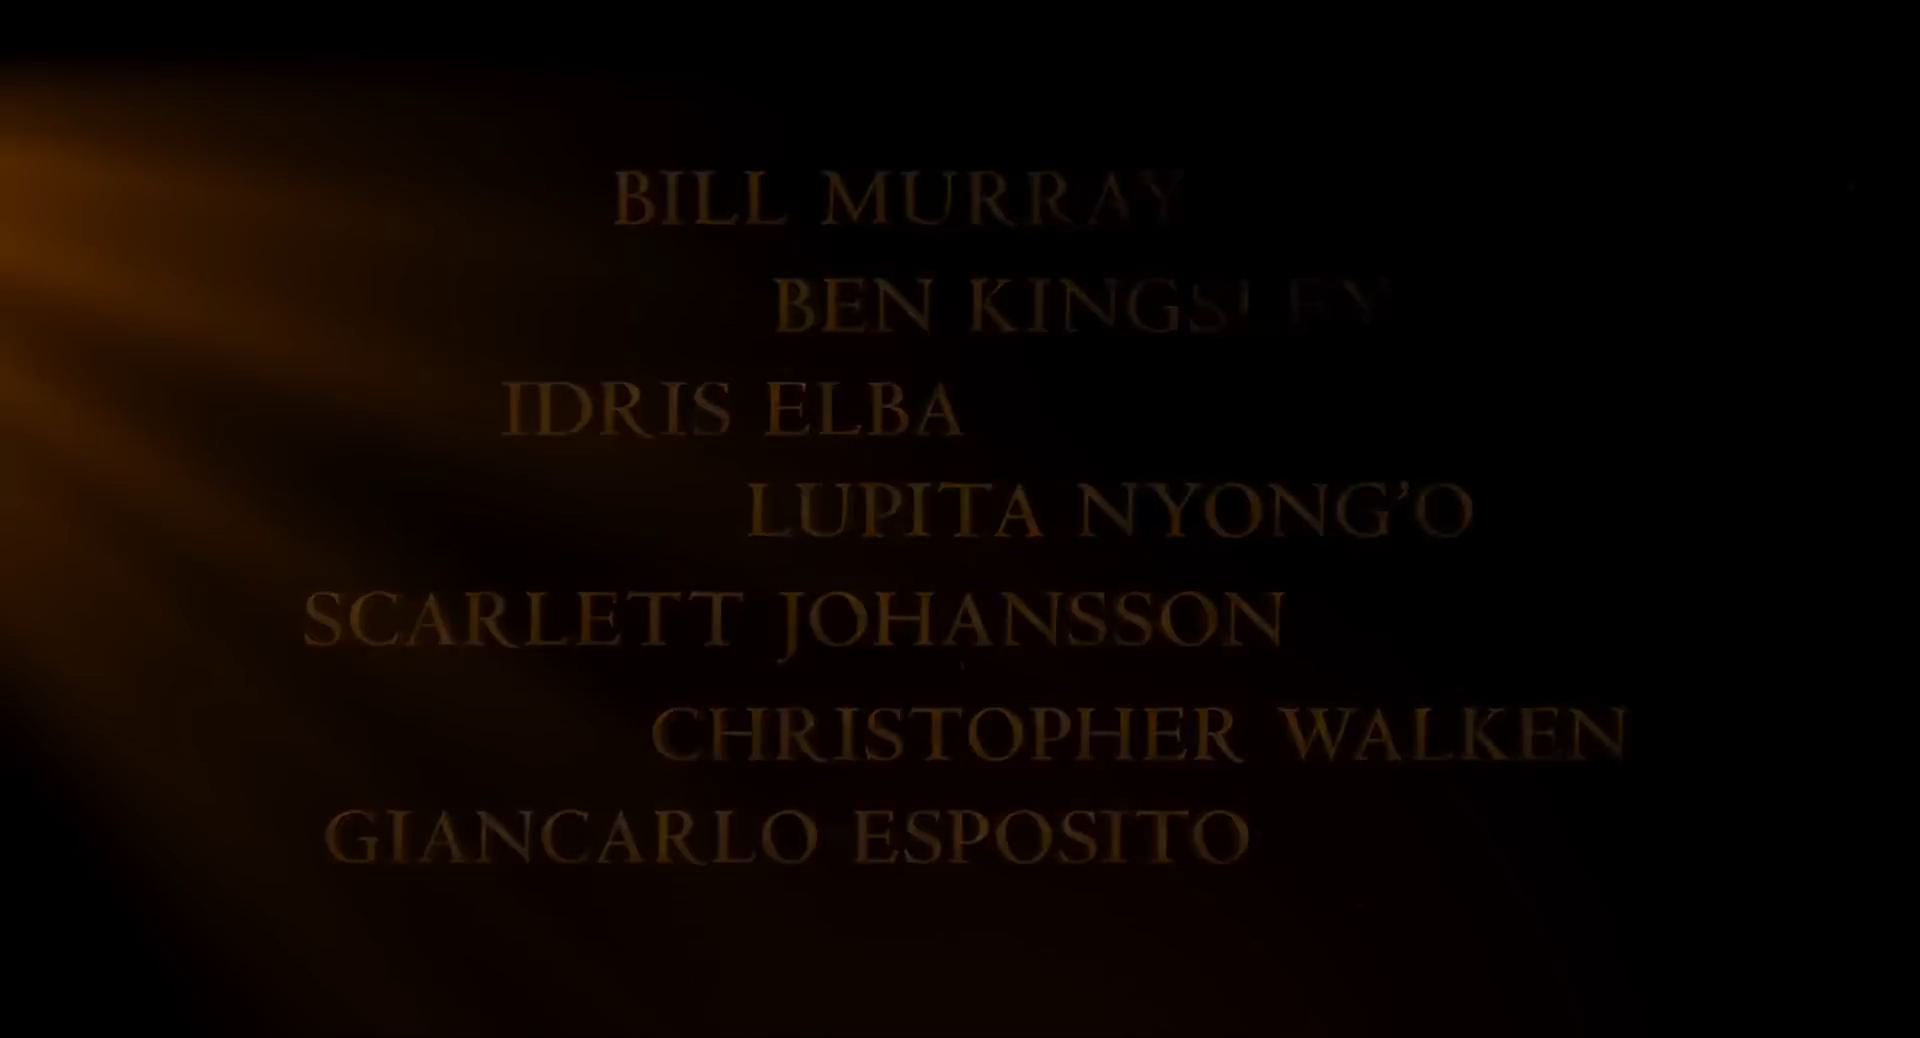 BILL MURRAY
BEN KINGSLEY
IDRIS ELBA
LUPITA NYONG'O
SCARLETT JOHANSSON
CHRISTOPHER WALKEN
GIANCARLO ESPOSITO